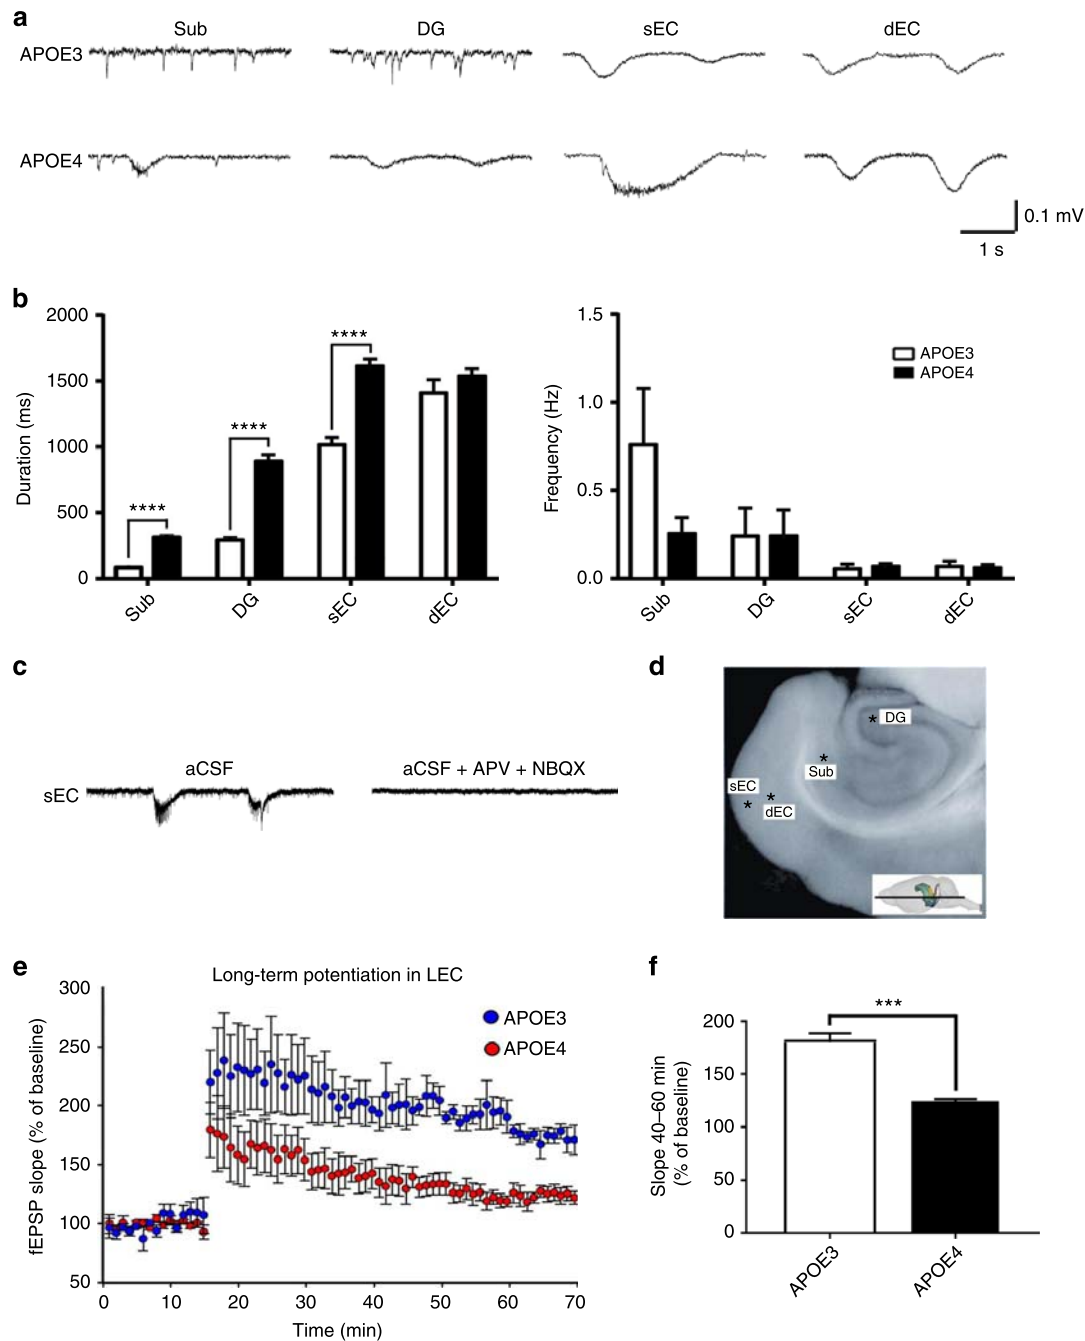 a
Sub DG sEC dEC
APOE3
APOE4
0.1 mV
1 s
b
2000
1500
1000
500
0
Duration (ms)
****
****
****
Sub DG sEC dEC
1.5
1.0
0.5
0.0
Frequency (Hz)
APOE3
APOE4
Sub DG sEC dEC
c
aCSF aCSF + APV + NBQX
sEC
d
* DG
*
Sub
sEC
* *
dEC
e
Long-term potentiation in LEC
300
250
200
150
100
50
fEPSP slope (% of baseline)
APOE3
APOE4
0 10 20 30 40 50 60 70
Time (min)
f
***
200
150
100
50
0
Slope 40–60 min
(% of baseline)
APOE3 APOE4